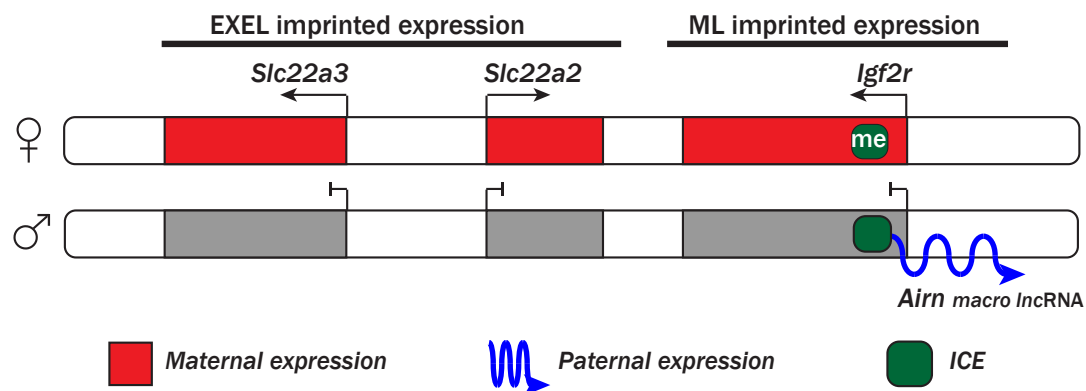 EXEL imprinted expression ML imprinted expression
Slc22a3 Slc22a2 Igf2r
♀ me
♂
Airn macro lncRNA
Maternal expression Paternal expression ICE